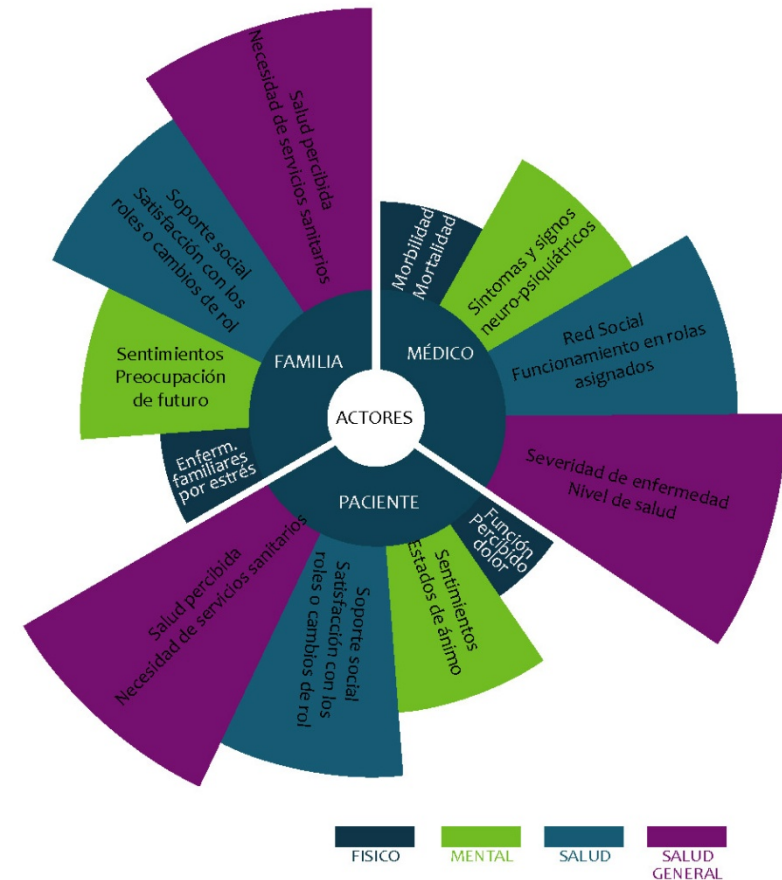 ACTORES
FAMILIA
Salud percibida
Necesidad de servicios sanitarios
Soporte social
Satisfacción con los
roles o cambios de rol
Sentimientos
Preocupación
de futuro
Enferm.
familiares
por estrés
MÉDICO
Morbilidad
Mortalidad
Síntomas y signos
neuro-psiquiátricos
Red Social
Funcionamiento en rolas
asignados
Severidad de enfermedad
Nivel de salud
PACIENTE
Función
Percibido
dolor
Sentimientos
Estados de ánimo
Soporte social
Satisfacción con los
roles o cambios de rol
Salud percibida
Necesidad de servicios sanitarios
FISICO
MENTAL
SALUD
SALUD
GENERAL